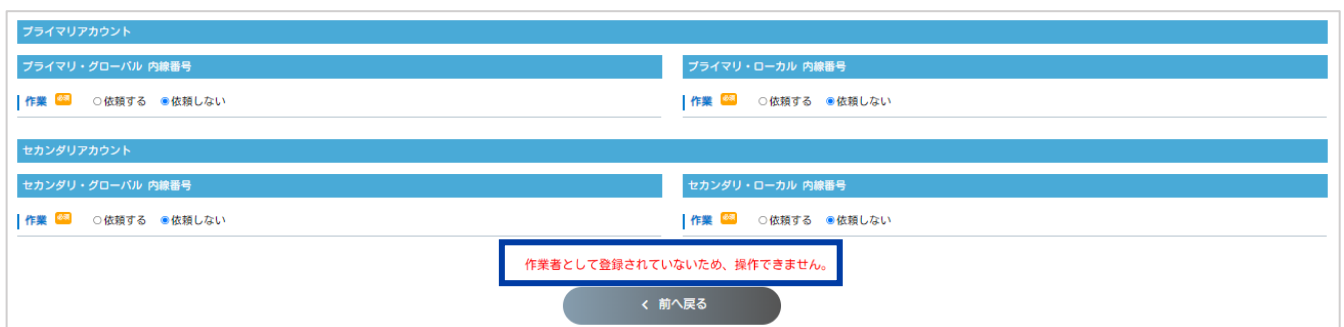 プライマリアカウント
プライマリ・グローバル 内線番号
プライマリ・ローカル 内線番号
作業 必須 依頼する 依頼しない
作業 必須 依頼する 依頼しない
セカンダリアカウント
セカンダリ・グローバル 内線番号
セカンダリ・ローカル 内線番号
作業 必須 依頼する 依頼しない
作業 必須 依頼する 依頼しない
作業者として登録されていないため、操作できません。
< 前へ戻る